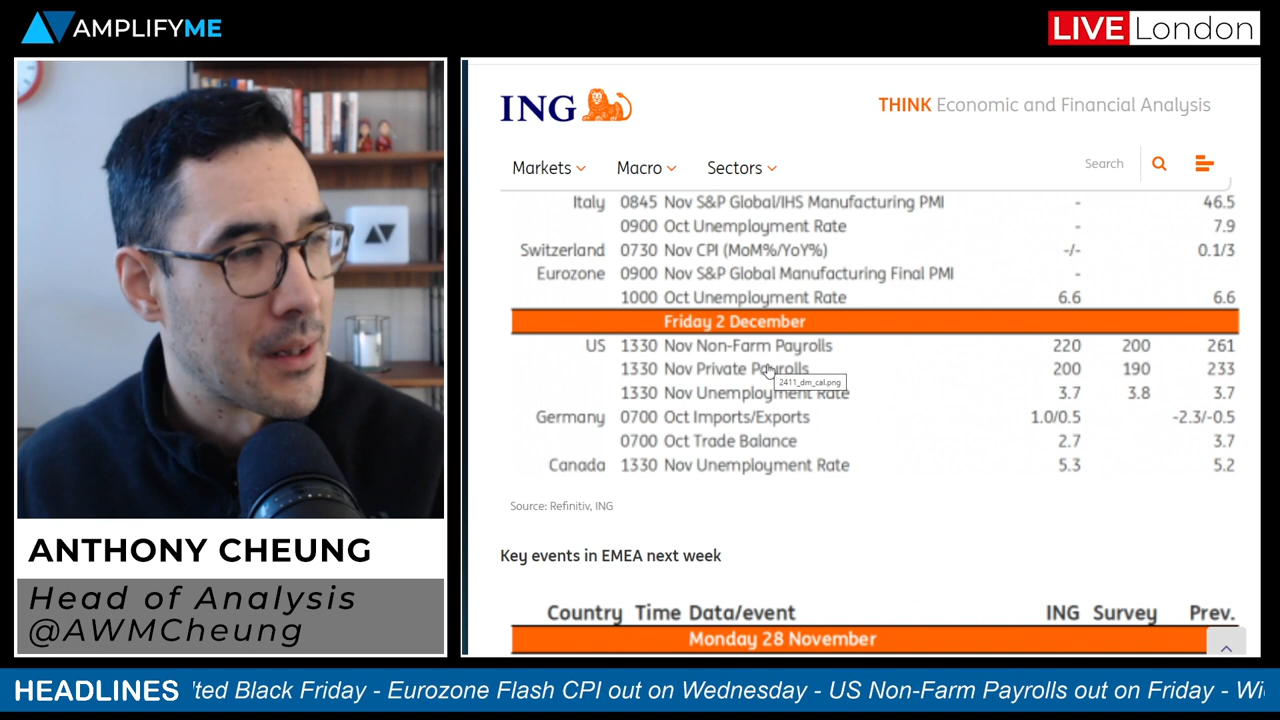 AMPLIFYME
LIVE London
ING
THINK Economic and Financial Analysis
Markets Macro Sectors Search
Italy 0845 Nov S&P Global/IHS Manufacturing PMI - 46.5
0900 Oct Unemployment Rate - 7.9
Switzerland 0730 Nov CPI (MoM%/YoY%) -/- 0.1/3
Eurozone 0900 Nov S&P Global Manufacturing Final PMI -
1000 Oct Unemployment Rate 6.6 6.6
Friday 2 December
US 1330 Nov Non-Farm Payrolls 220 200 261
1330 Nov Private Payrolls 200 190 233
2411_dm_cal.png
1330 Nov Unemployment Rate 3.7 3.8 3.7
Germany 0700 Oct Imports/Exports 1.0/0.5 -2.3/-0.5
0700 Oct Trade Balance 2.7 3.7
Canada 1330 Nov Unemployment Rate 5.3 5.2
Source: Refinitiv, ING
Key events in EMEA next week
Country Time Data/event ING Survey Prev.
Monday 28 November
ANTHONY CHEUNG
Head of Analysis
@AWMCheung
HEADLINES Black Friday - Eurozone Flash CPI out on Wednesday - US Non-Farm Payrolls out on Friday -